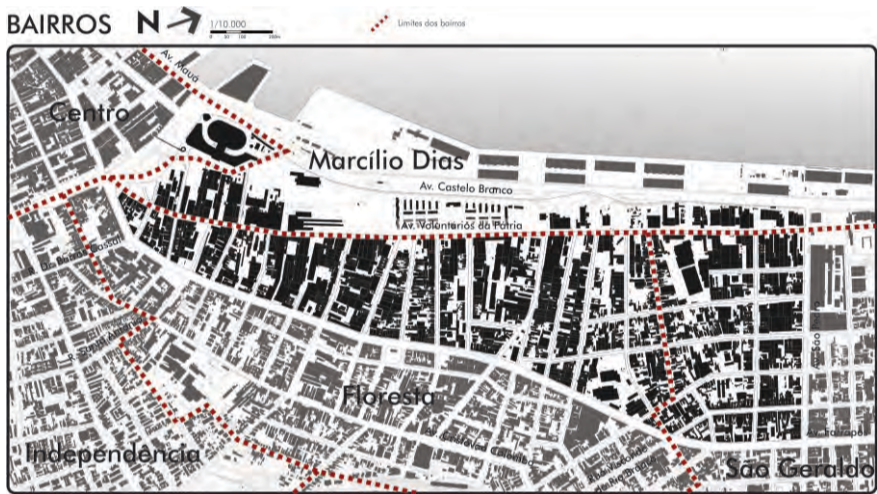 BAIRROS N
1/10.000
Limites dos bairros
Av. Mauá
Centro
Marcílio Dias
Av. Castelo Branco
Av. Voluntários da Pátria
Floresta
Independência
São Geraldo